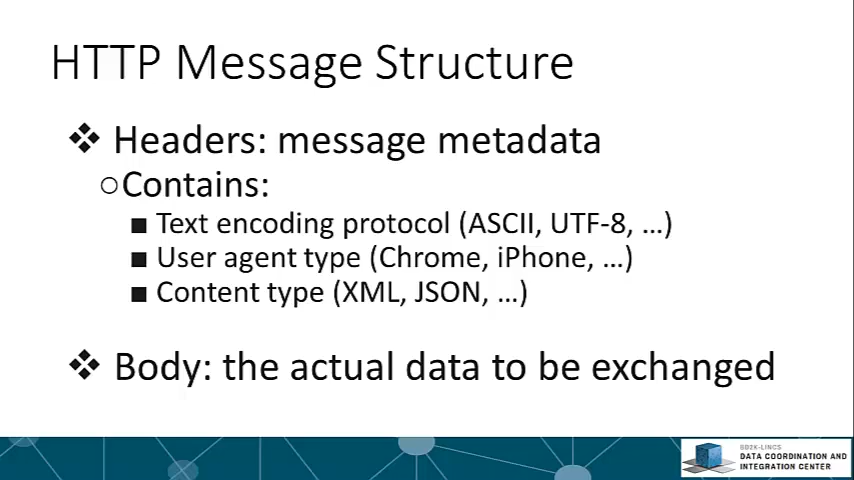 HTTP Message Structure
❖ Headers: message metadata
○Contains:
■ Text encoding protocol (ASCII, UTF-8, …)
■ User agent type (Chrome, iPhone, …)
■ Content type (XML, JSON, …)
❖ Body: the actual data to be exchanged
BD2K-LINCS
DATA COORDINATION AND
INTEGRATION CENTER